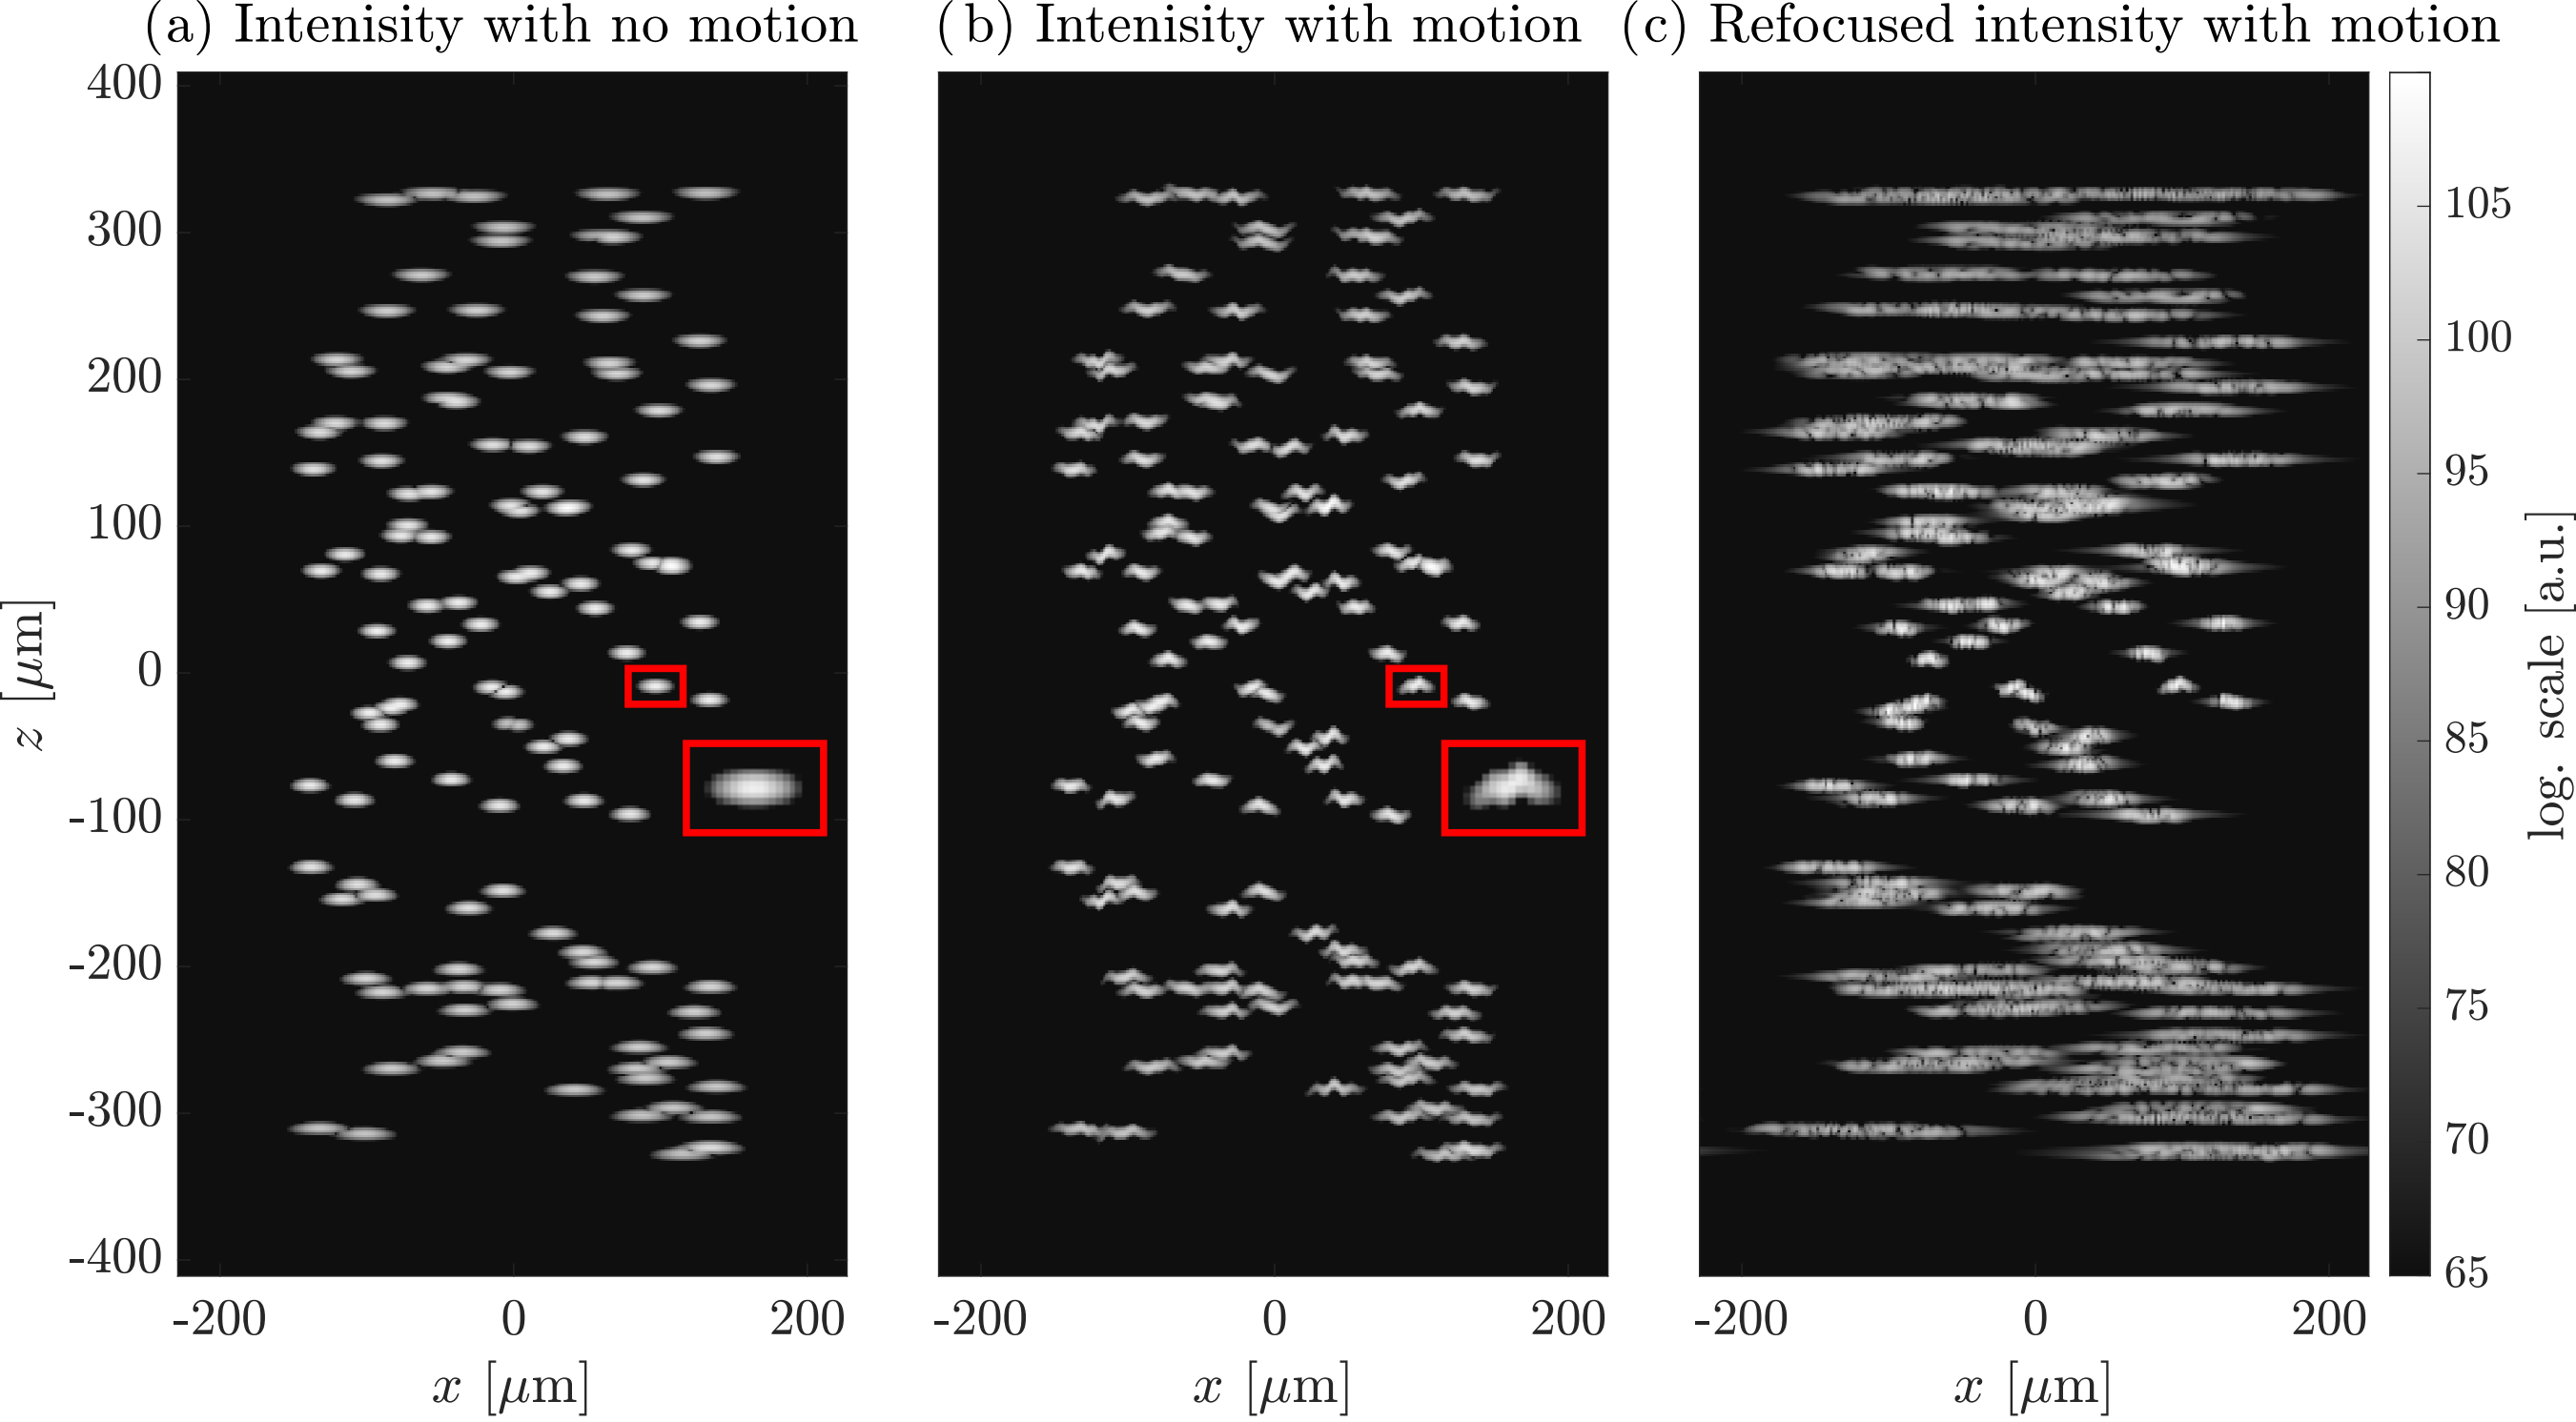 (a) Intenisity with no motion
(b) Intenisity with motion
(c) Refocused intensity with motion
400
300
200
100
0
-100
-200
-300
-400
z [μm]
-200 0 200
x [μm]
-200 0 200
x [μm]
-200 0 200
x [μm]
105
100
95
90
85
80
75
70
65
log. scale [a.u.]